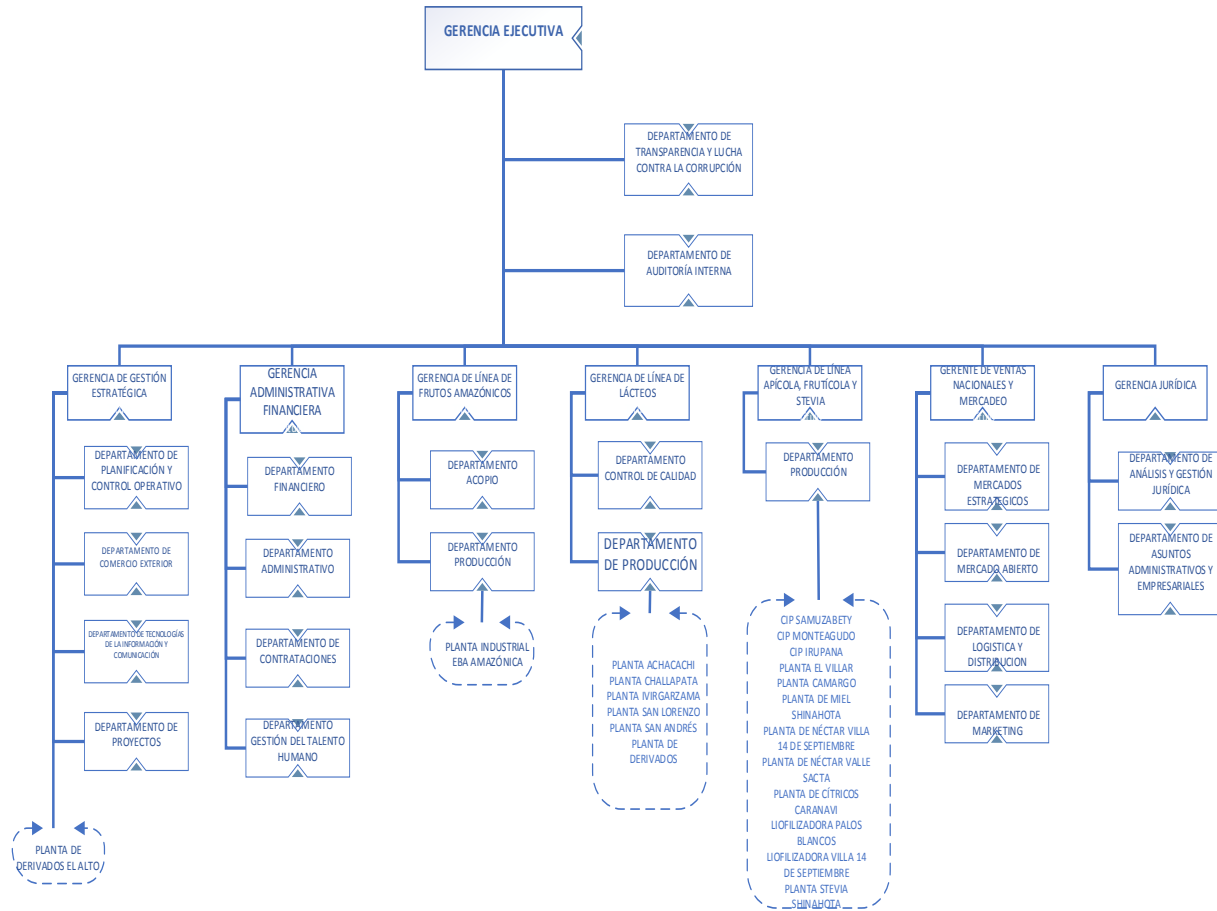 GERENCIA EJECUTIVA
DEPARTAMENTO DE
TRANSPARENCIA Y LUCHA
CONTRA LA CORRUPCIÓN
DEPARTAMENTO DE
AUDITORÍA INTERNA
GERENCIA DE GESTIÓN
ESTRATÉGICA
DEPARTAMENTO DE
PLANIFICACIÓN Y
CONTROL OPERATIVO
DEPARTAMENTO DE
COMERCIO EXTERIOR
DEPARTAMENTO DE TECNOLOGÍAS
DE LA INFORMACIÓN Y
COMUNICACIÓN
DEPARTAMENTO DE
PROYECTOS
PLANTA DE
DERIVADOS EL ALTO
GERENCIA
ADMINISTRATIVA
FINANCIERA
DEPARTAMENTO
FINANCIERO
DEPARTAMENTO
ADMINISTRATIVO
DEPARTAMENTO DE
CONTRATACIONES
DEPARTAMENTO
GESTIÓN DEL TALENTO
HUMANO
GERENCIA DE LÍNEA DE
FRUTOS AMAZÓNICOS
DEPARTAMENTO
ACOPIO
DEPARTAMENTO
PRODUCCIÓN
PLANTA INDUSTRIAL
EBA AMAZÓNICA
GERENCIA DE LÍNEA DE
LÁCTEOS
DEPARTAMENTO
CONTROL DE CALIDAD
DEPARTAMENTO
DE PRODUCCIÓN
PLANTA ACHACACHI
PLANTA CHALLAPATA
PLANTA IVIRGARZAMA
PLANTA SAN LORENZO
PLANTA SAN ANDRÉS
PLANTA DE
DERIVADOS
GERENCIA DE LÍNEA
APÍCOLA, FRUTÍCOLA Y
STEVIA
DEPARTAMENTO
PRODUCCIÓN
CIP SAMUZABETY
CIP MONTEAGUDO
CIP IRUPANA
PLANTA EL VILLAR
PLANTA CAMARGO
PLANTA DE MIEL
SHINAHOTA
PLANTA DE NÉCTAR VILLA
14 DE SEPTIEMBRE
PLANTA DE NÉCTAR VALLE
SACTA
PLANTA DE CÍTRICOS
CARANAVI
LIOFILIZADORA PALOS
BLANCOS
LIOFILIZADORA VILLA 14
DE SEPTIEMBRE
PLANTA STEVIA
SHINAHOTA
GERENTE DE VENTAS
NACIONALES Y
MERCADEO
DEPARTAMENTO DE
MERCADOS
ESTRATEGICOS
DEPARTAMENTO DE
MERCADO ABIERTO
DEPARTAMENTO DE
LOGISTICA Y
DISTRIBUCION
DEPARTAMENTO DE
MARKETING
GERENCIA JURÍDICA
DEPARTAMENTO DE
ANÁLISIS Y GESTIÓN
JURÍDICA
DEPARTAMENTO DE
ASUNTOS
ADMINISTRATIVOS Y
EMPRESARIALES